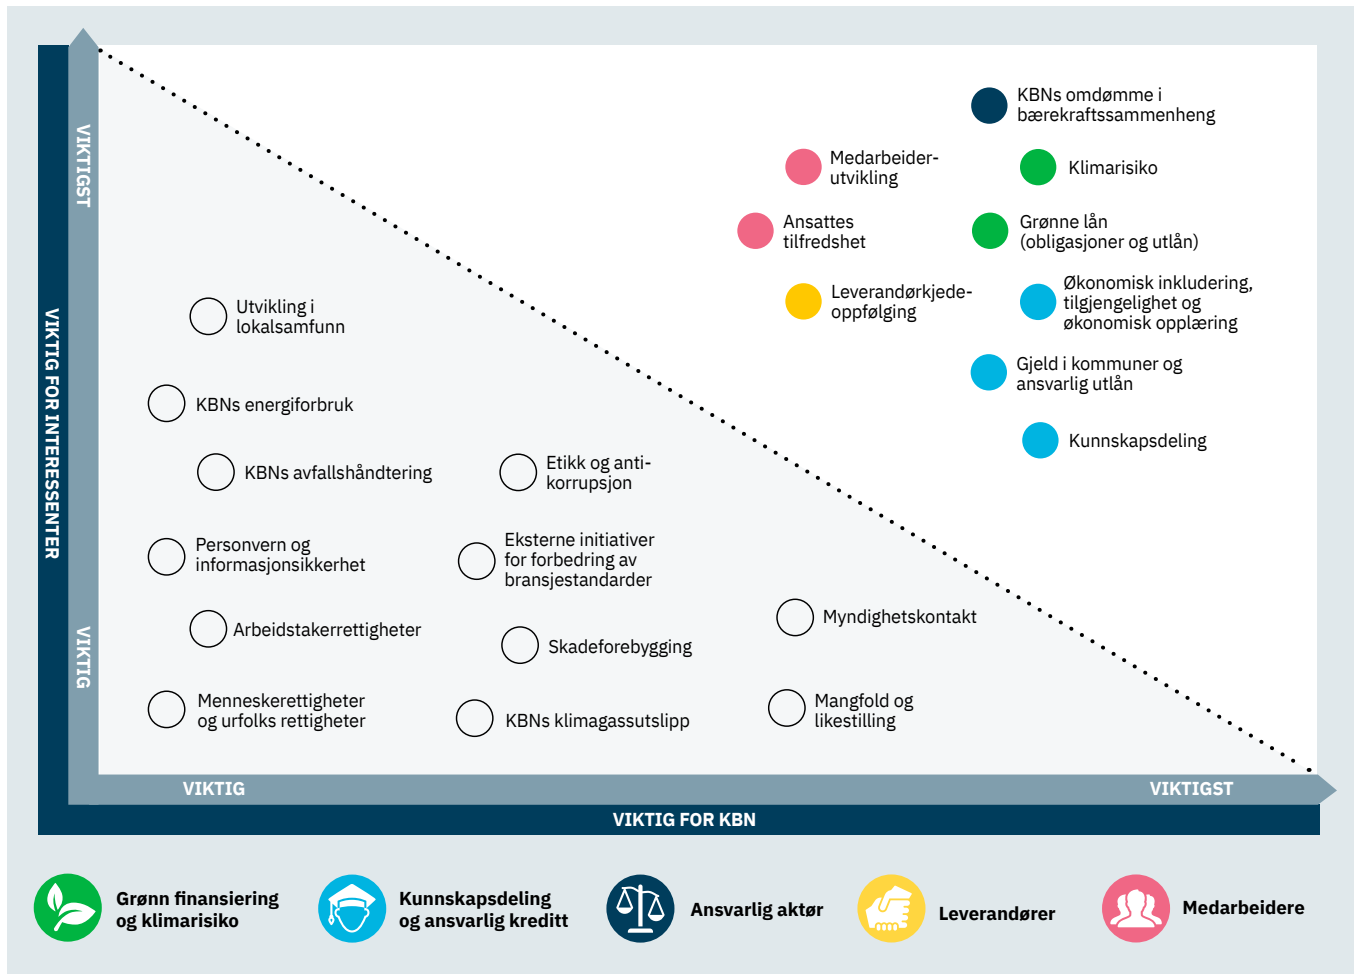 VIKTIG FOR INTERESSENTER
VIKTIGST
VIKTIG
KBNs omdømme i
bærekraftssammenheng
Medarbeider-
utvikling
Klimarisiko
Ansattes
tilfredshet
Grønne lån
(obligasjoner og utlån)
Leverandørkjede-
oppfølging
Økonomisk inkludering,
tilgjengelighet og
økonomisk opplæring
Utvikling i
lokalsamfunn
Gjeld i kommuner og
ansvarlig utlån
KBNs energiforbruk
Kunnskapsdeling
KBNs avfallshåndtering
Etikk og anti-
korrupsjon
Personvern og
informasjonsikkerhet
Eksterne initiativer
for forbedring av
bransjestandarder
Arbeidstakerrettigheter
Skadeforebygging
Myndighetskontakt
Menneskerettigheter
og urfolks rettigheter
KBNs klimagassutslipp
Mangfold og
likestilling
VIKTIG
VIKTIGST
VIKTIG FOR KBN
Grønn finansiering
og klimarisiko
Kunnskapsdeling
og ansvarlig kreditt
Ansvarlig aktør
Leverandører
Medarbeidere